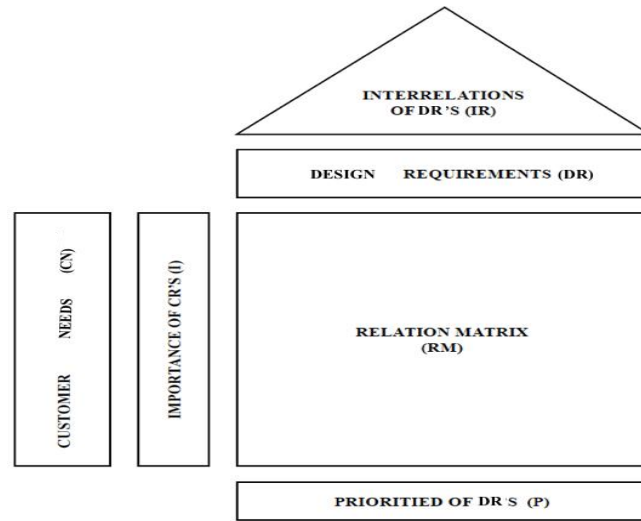 INTERRELATIONS
OF DR'S (IR)
DESIGN REQUIREMENTS (DR)
CUSTOMER NEEDS (CN)
IMPORTANCE OF CR'S (I)
RELATION MATRIX
(RM)
PRIORITIED OF DR'S (P)